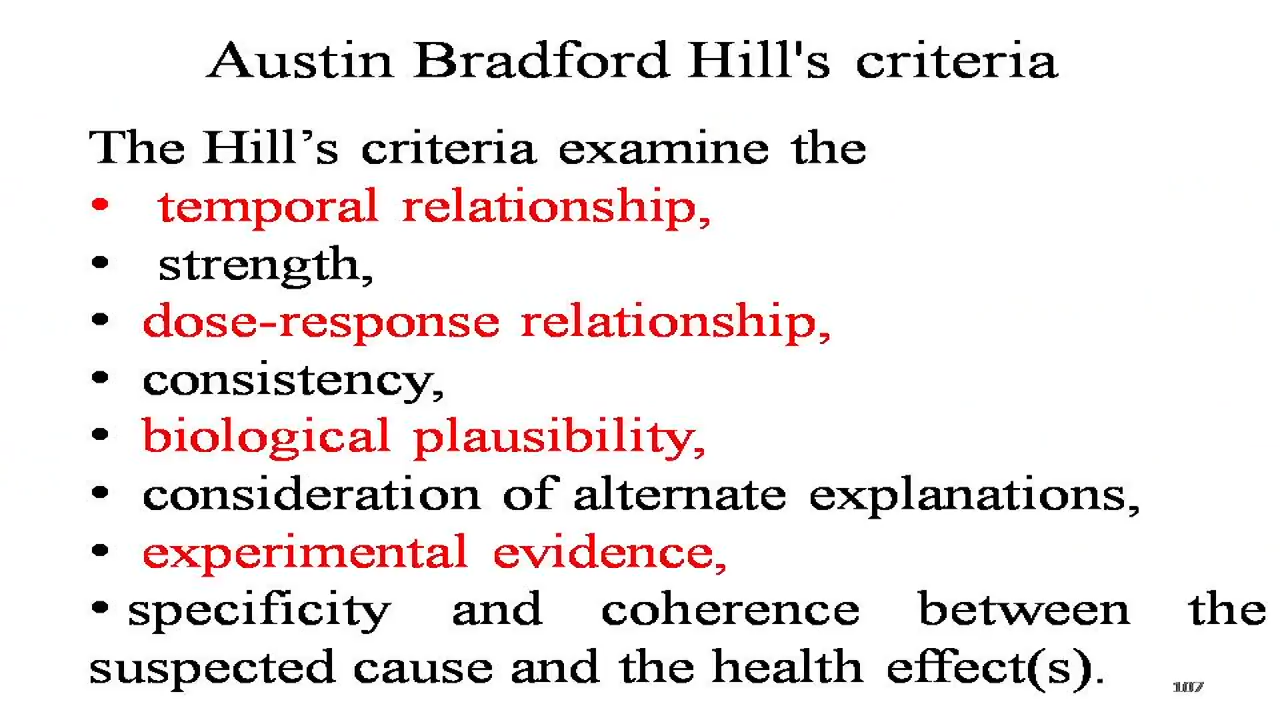 Austin Bradford Hill's criteria
The Hill’s criteria examine the
• temporal relationship,
• strength,
• dose-response relationship,
• consistency,
• biological plausibility,
• consideration of alternate explanations,
• experimental evidence,
• specificity and coherence between the
suspected cause and the health effect(s).
107